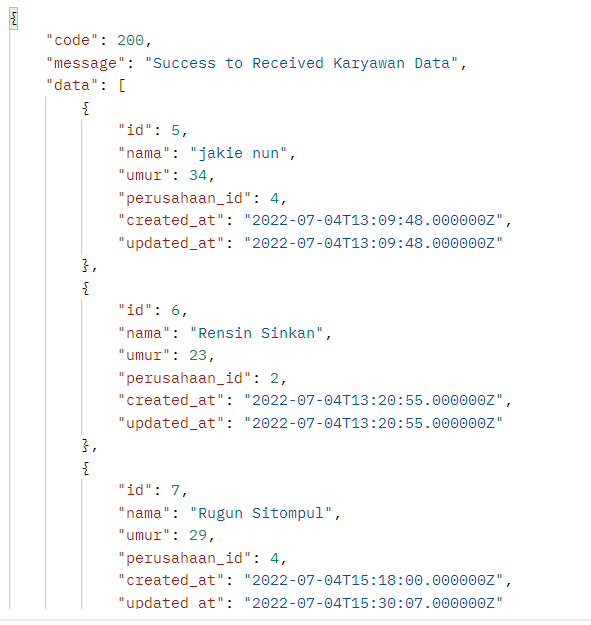 {
"code": 200,
"message": "Success to Received Karyawan Data",
"data": [
{
"id": 5,
"nama": "jakie nun",
"umur": 34,
"perusahaan_id": 4,
"created_at": "2022-07-04T13:09:48.000000Z",
"updated_at": "2022-07-04T13:09:48.000000Z"
},
{
"id": 6,
"nama": "Rensin Sinkan",
"umur": 23,
"perusahaan_id": 2,
"created_at": "2022-07-04T13:20:55.000000Z",
"updated_at": "2022-07-04T13:20:55.000000Z"
},
{
"id": 7,
"nama": "Rugun Sitompul",
"umur": 29,
"perusahaan_id": 4,
"created_at": "2022-07-04T15:18:00.000000Z",
"updated_at": "2022-07-04T15:30:07.000000Z"